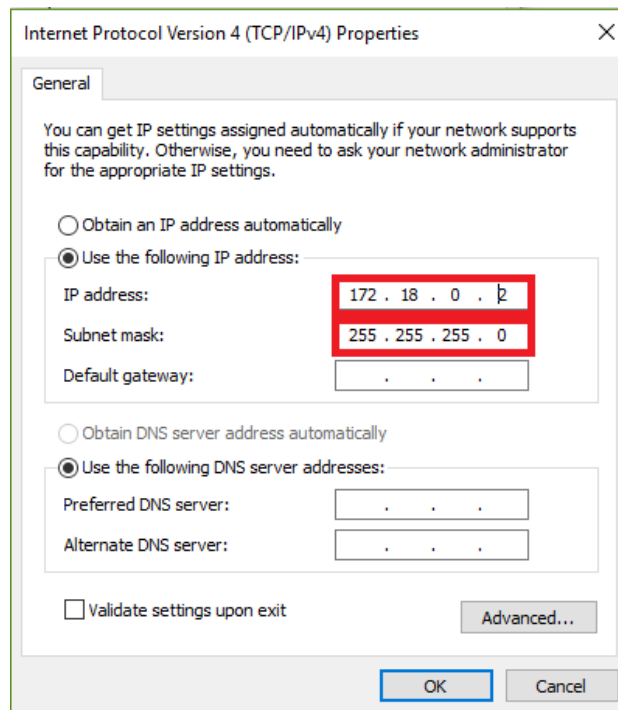 Internet Protocol Version 4 (TCP/IPv4) Properties
General
You can get IP settings assigned automatically if your network supports
this capability. Otherwise, you need to ask your network administrator
for the appropriate IP settings.
Obtain an IP address automatically
Use the following IP address:
IP address: 172 . 18 . 0 . 2
Subnet mask: 255 . 255 . 255 . 0
Default gateway: . . .
Obtain DNS server address automatically
Use the following DNS server addresses:
Preferred DNS server: . . .
Alternate DNS server: . . .
Validate settings upon exit Advanced...
OK Cancel